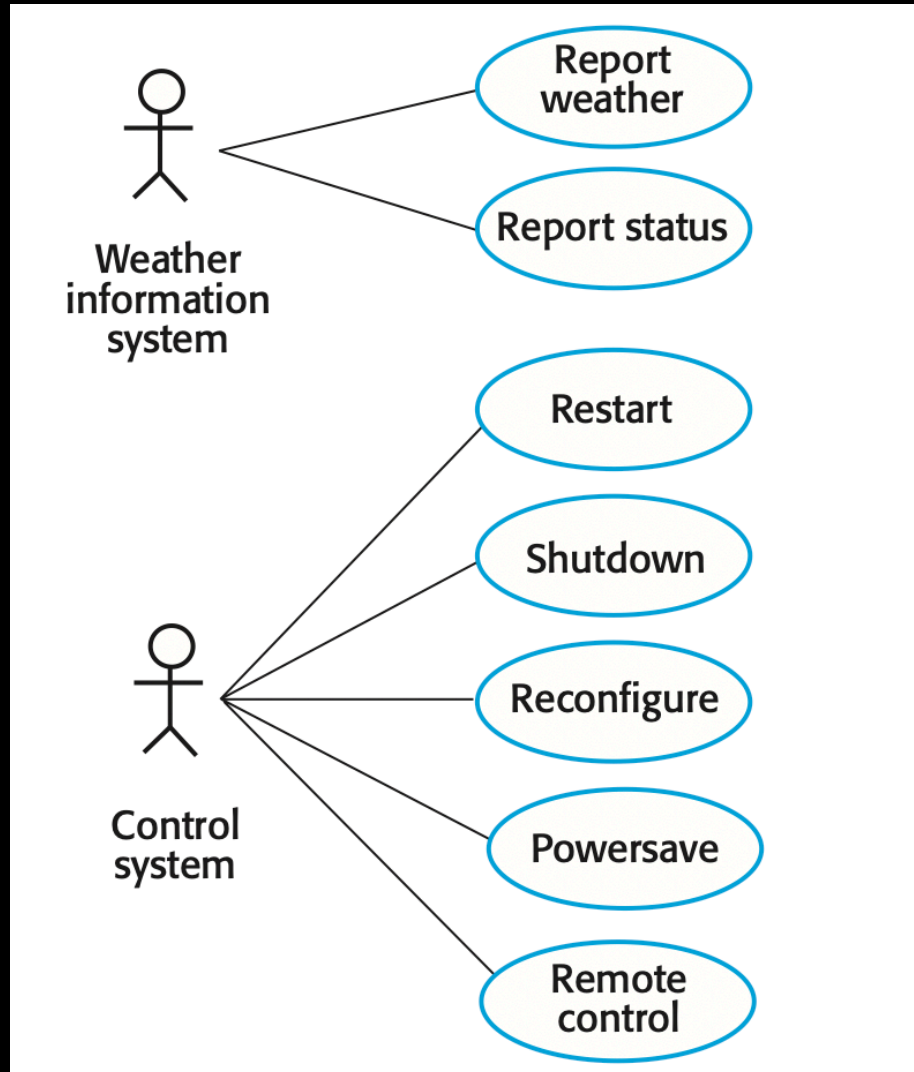 Report
weather
Report status
Weather
information
system
Restart
Shutdown
Reconfigure
Control
system
Powersave
Remote
control